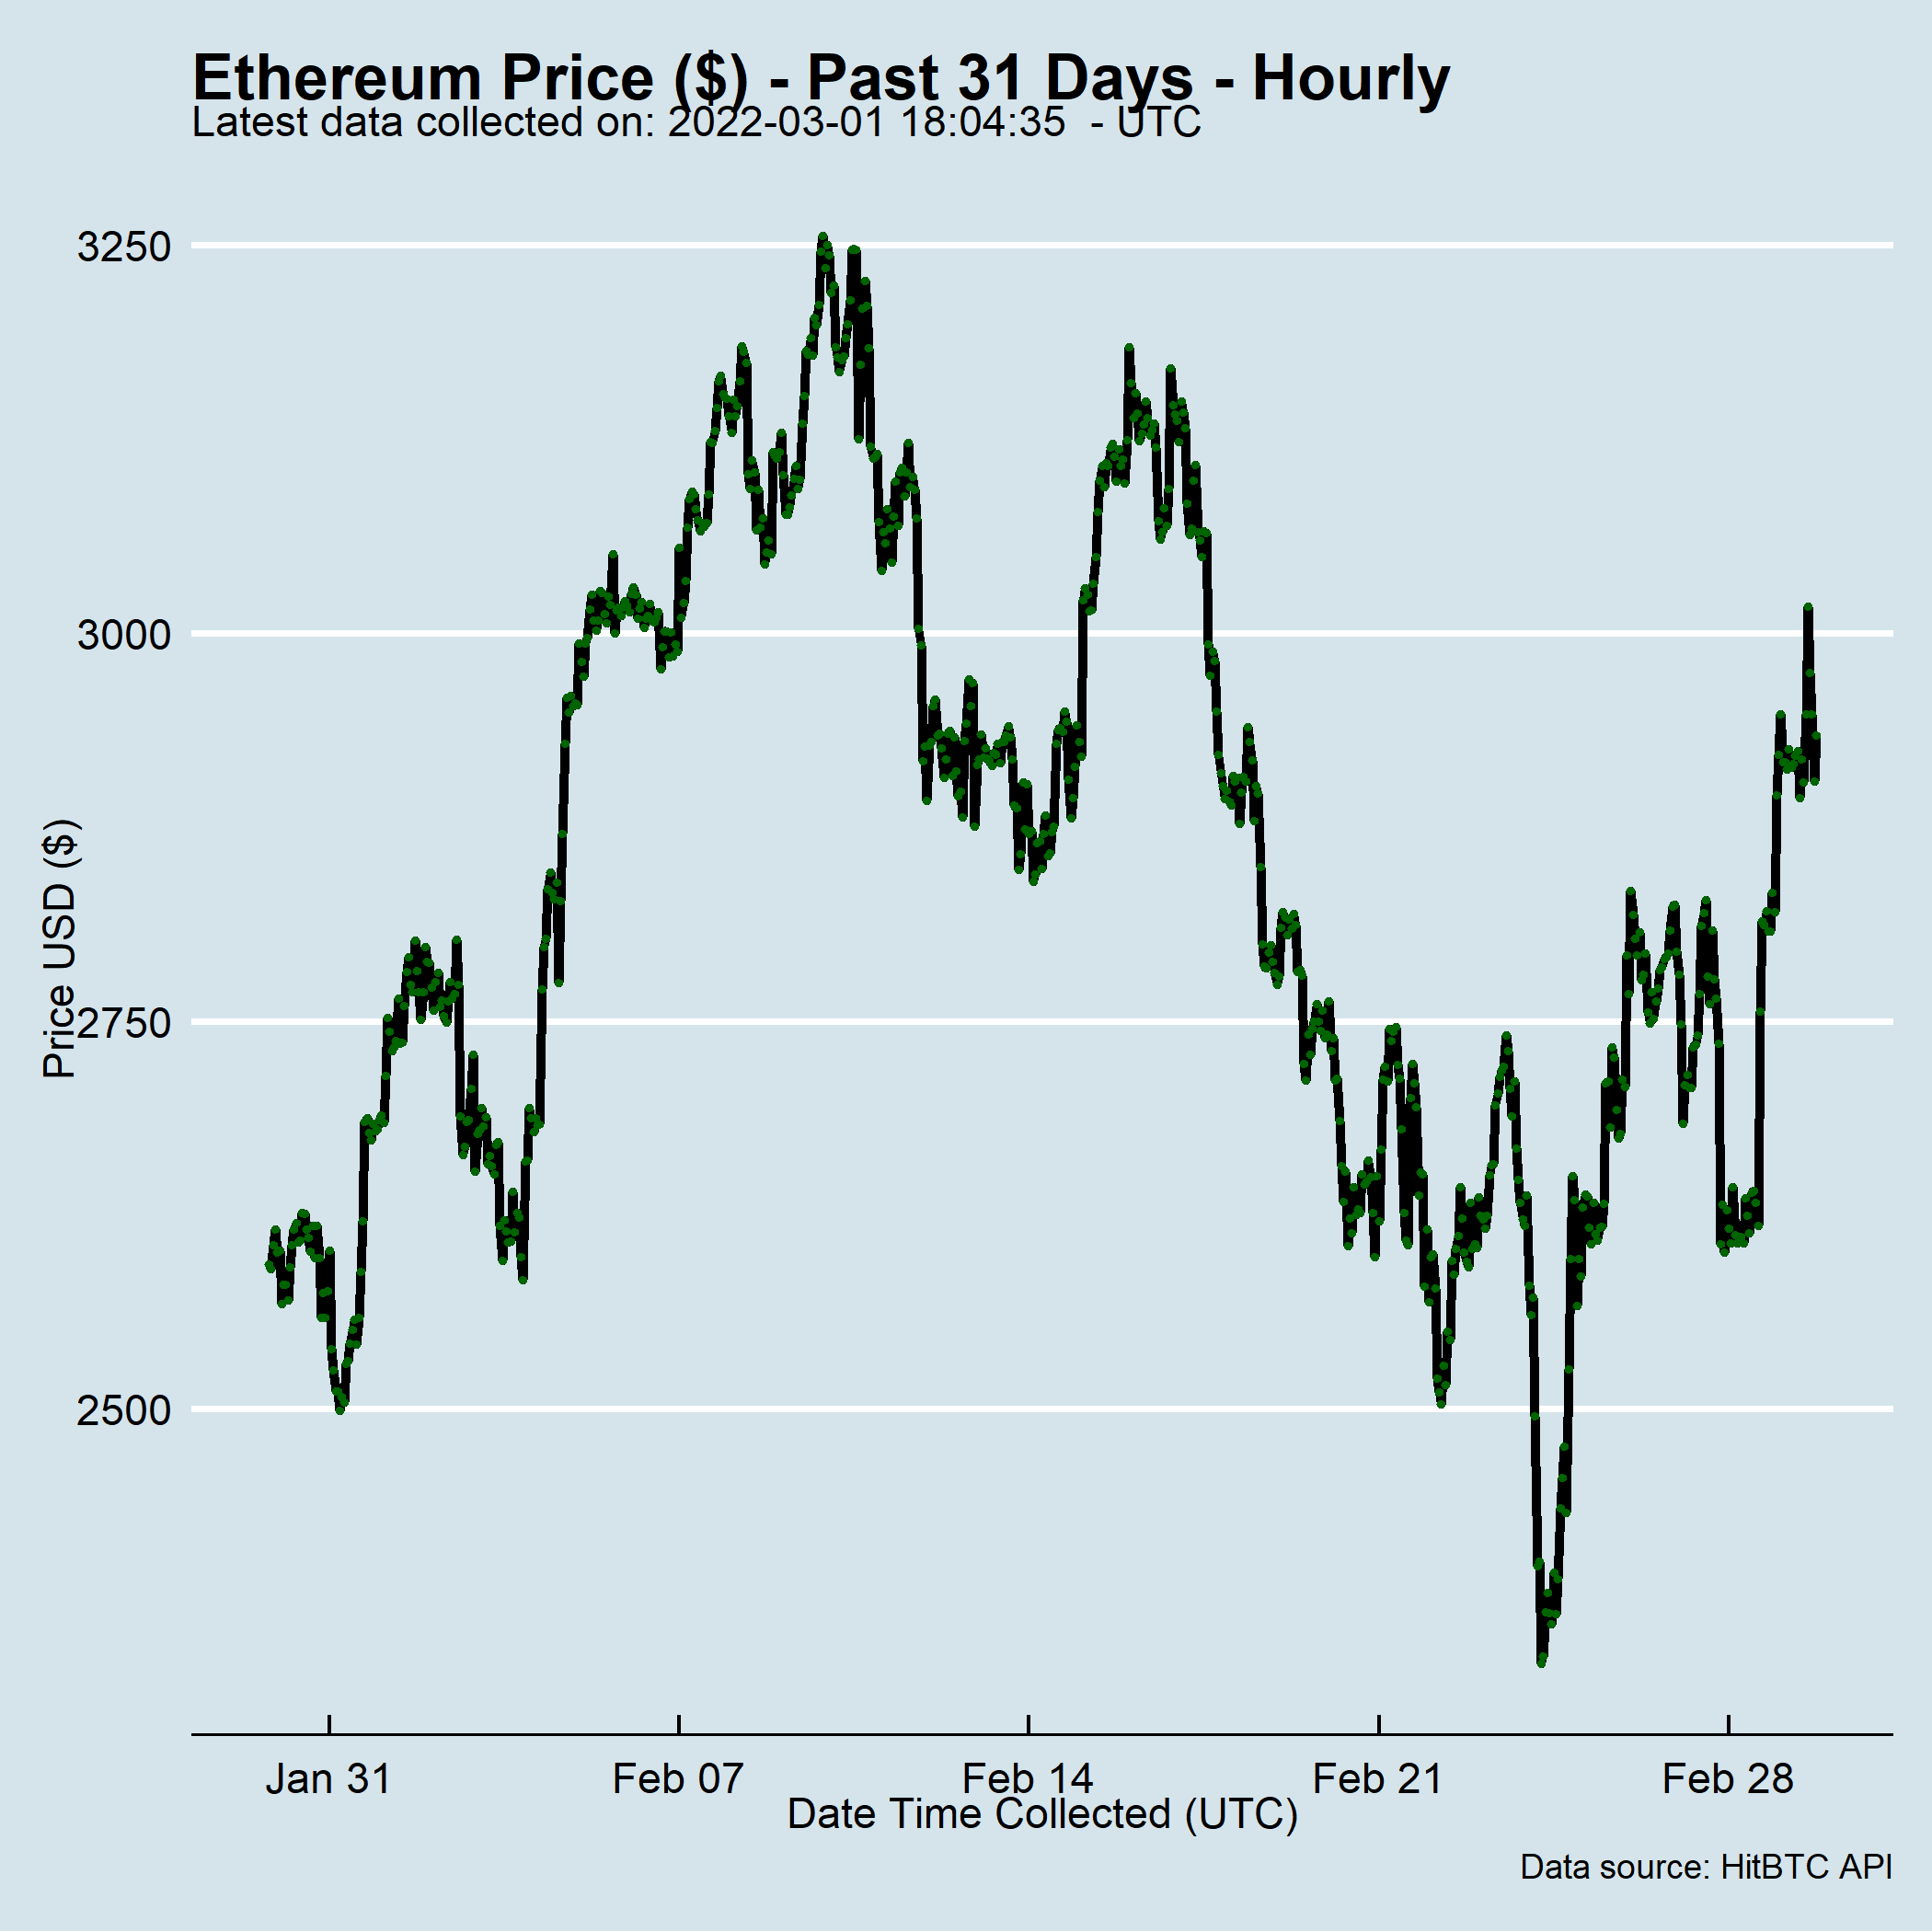 Ethereum Price ($) - Past 31 Days - Hourly
Latest data collected on: 2022-03-01 18:04:35  - UTC
Price USD ($)
3250
3000
2750
2500
Jan 31
Feb 07
Feb 14
Feb 21
Feb 28
Date Time Collected (UTC)
Data source: HitBTC API